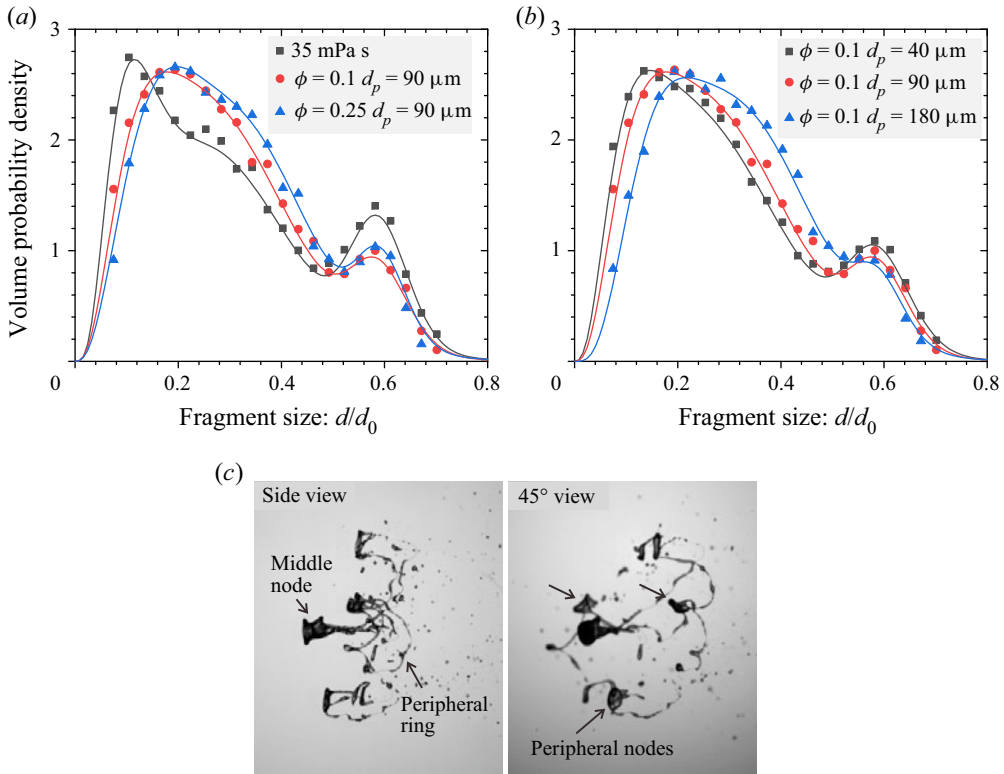 (a)
3
2
1
0
0.2
0.4
0.6
0.8
Volume probability density
Fragment size: d/d₀
35 mPa s
ϕ = 0.1 dₚ = 90 μm
ϕ = 0.25 dₚ = 90 μm
(b)
3
2
1
0
0.2
0.4
0.6
0.8
Fragment size: d/d₀
ϕ = 0.1 dₚ = 40 μm
ϕ = 0.1 dₚ = 90 μm
ϕ = 0.1 dₚ = 180 μm
(c)
Side view
Middle
node
Peripheral
ring
45° view
Peripheral nodes